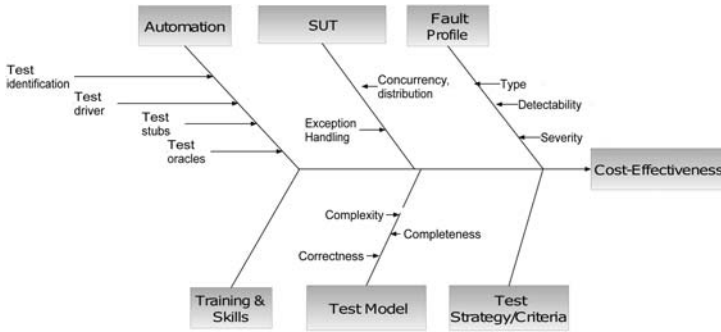 Automation
SUT
Fault
Profile
Test
identification
Test
driver
Test
stubs
Test
oracles
Concurrency,
distribution
Exception
Handling
Type
Detectability
Severity
Cost-Effectiveness
Complexity
Completeness
Correctness
Training &
Skills
Test Model
Test
Strategy/Criteria